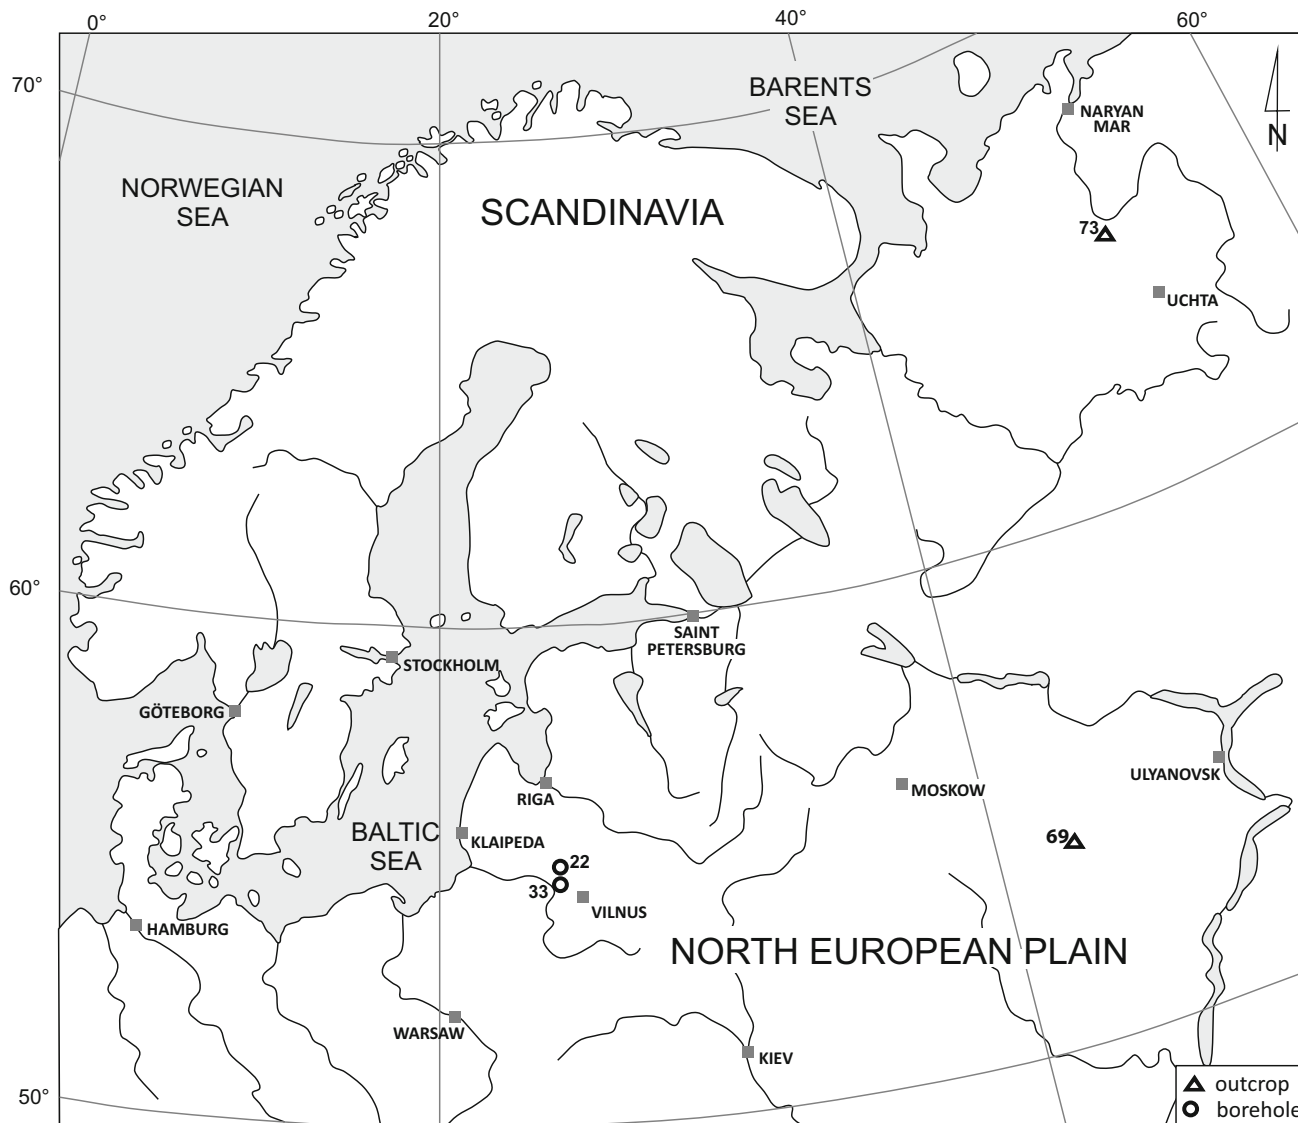 0°
20°
40°
60°
70°
BARENTS
SEA
NARYAN
MAR
N
NORWEGIAN
SEA
SCANDINAVIA
73
UCHTA
60°
SAINT
PETERSBURG
STOCKHOLM
GÖTEBORG
ULYANOVSK
MOSKOW
RIGA
BALTIC
SEA
KLAIPEDA
69
22
33
VILNUS
HAMBURG
NORTH EUROPEAN PLAIN
WARSAW
KIEV
50°
outcrop
borehole